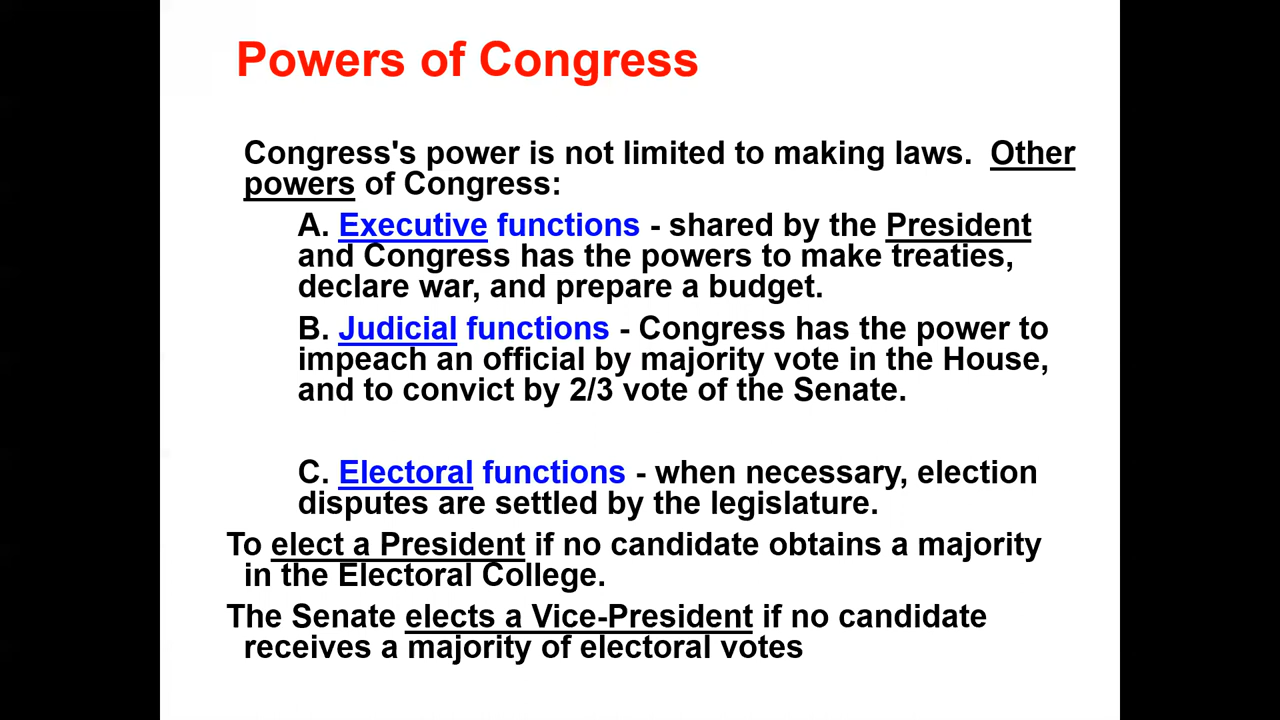 Powers of Congress
Congress's power is not limited to making laws.  Other
powers of Congress:
A. Executive functions - shared by the President
and Congress has the powers to make treaties,
declare war, and prepare a budget.
B. Judicial functions - Congress has the power to
impeach an official by majority vote in the House,
and to convict by 2/3 vote of the Senate.
C. Electoral functions - when necessary, election
disputes are settled by the legislature.
To elect a President if no candidate obtains a majority
in the Electoral College.
The Senate elects a Vice-President if no candidate
receives a majority of electoral votes